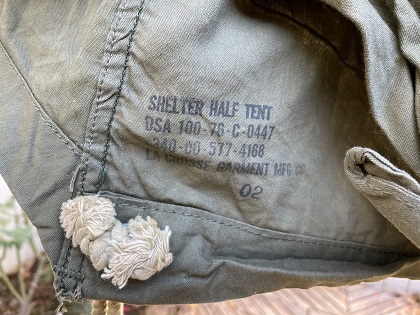 SHELTER HALF TENT
DSA 100-76-C-0447
8340-00-577-4168
LA CROSSE GARMENT MFG CO
02